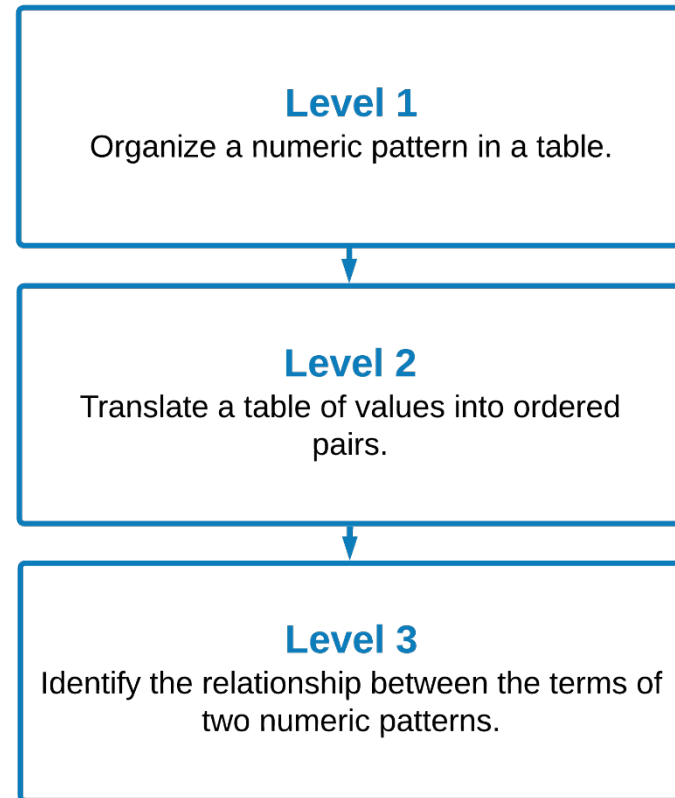 Level 1
Organize a numeric pattern in a table.
Level 2
Translate a table of values into ordered
pairs.
Level 3
Identify the relationship between the terms of
two numeric patterns.